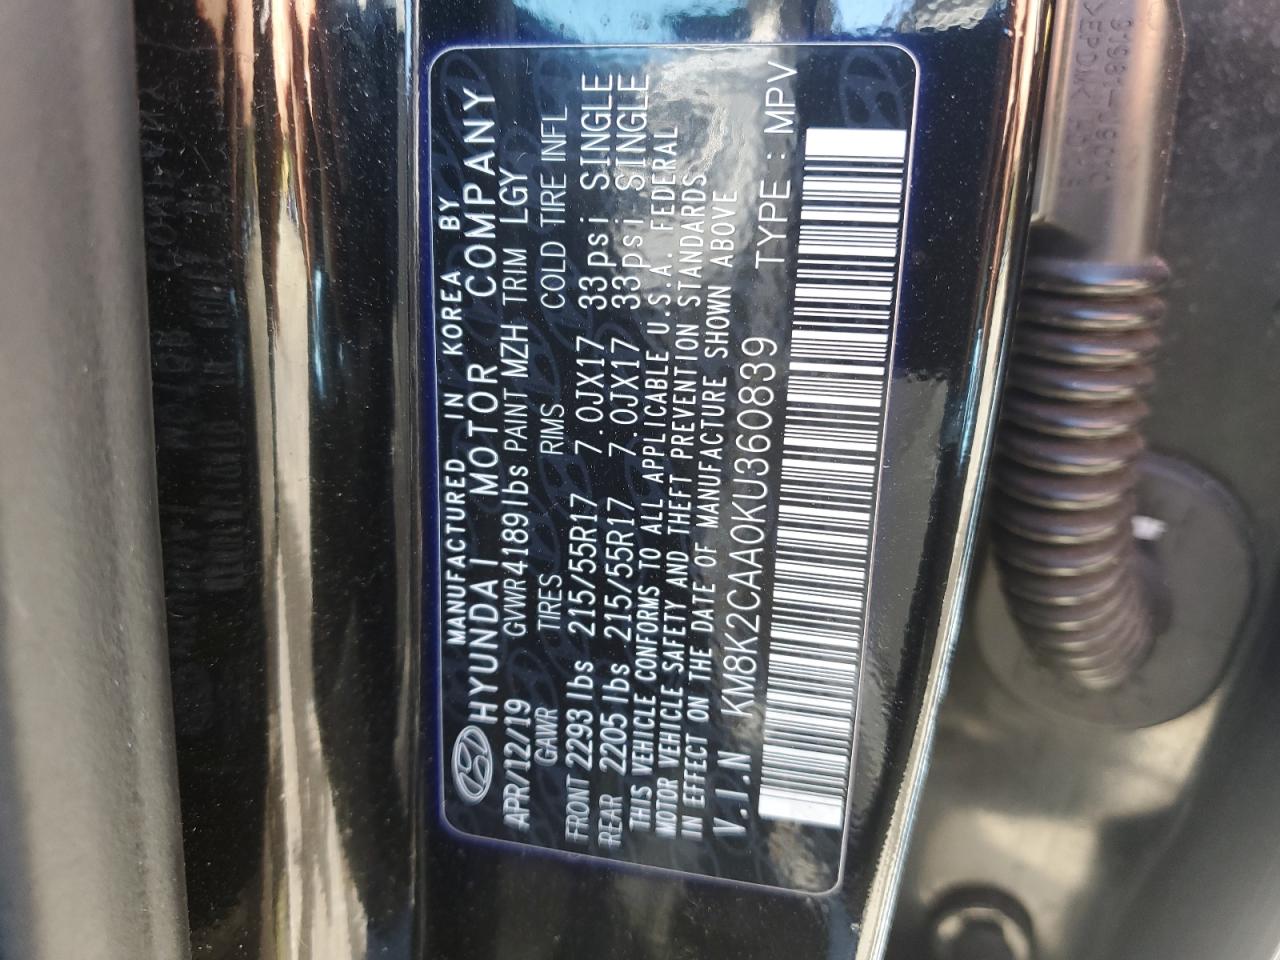 MANUFACTURED IN KOREA BY
HYUNDAI MOTOR COMPANY
APR/12/19 GVWR4189lbs PAINT MZH TRIM LGY
GAWR TIRES RIMS COLD TIRE INFL
FRONT 2293 lbs 215/55R17 7.0JX17 33psi SINGLE
REAR 2205 lbs 215/55R17 7.0JX17 33psi SINGLE
THIS VEHICLE CONFORMS TO ALL APPLICABLE U.S.A. FEDERAL
MOTOR VEHICLE SAFETY AND THEFT PREVENTION STANDARDS
IN EFFECT ON THE DATE OF MANUFACTURE SHOWN ABOVE
V.I.N KM8K2CAA0KU360839 TYPE : MPV
>EPDM